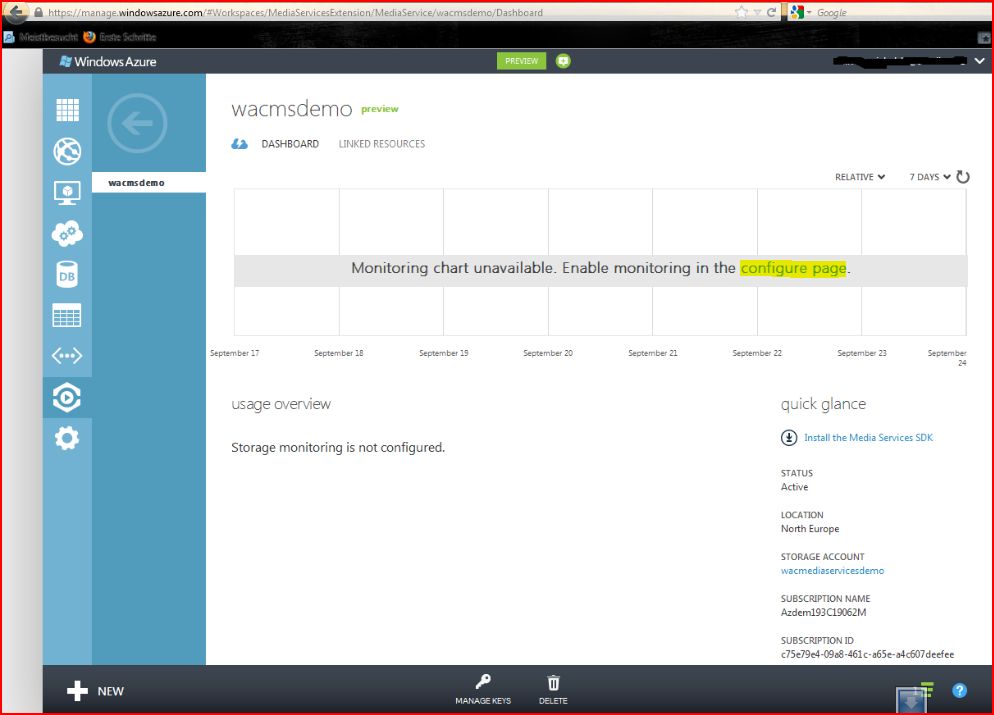 https://manage.windowsazure.com/#Workspaces/MediaServicesExtension/MediaService/wacmsdemo/Dashboard
Google
Meistbesucht Erste Schritte
Windows Azure
PREVIEW
wacmsdemo preview
DASHBOARD LINKED RESOURCES
wacmsdemo
RELATIVE 7 DAYS
Monitoring chart unavailable. Enable monitoring in the configure page.
September 17 September 18 September 19 September 20 September 21 September 22 September 23 September
24
DB
usage overview
quick glance
Storage monitoring is not configured.
Install the Media Services SDK
STATUS
Active
LOCATION
North Europe
STORAGE ACCOUNT
wacmediaservicesdemo
SUBSCRIPTION NAME
Azdem193C19062M
SUBSCRIPTION ID
c75e79e4-09a8-461c-a65e-a4c607deefee
NEW
MANAGE KEYS
DELETE
?